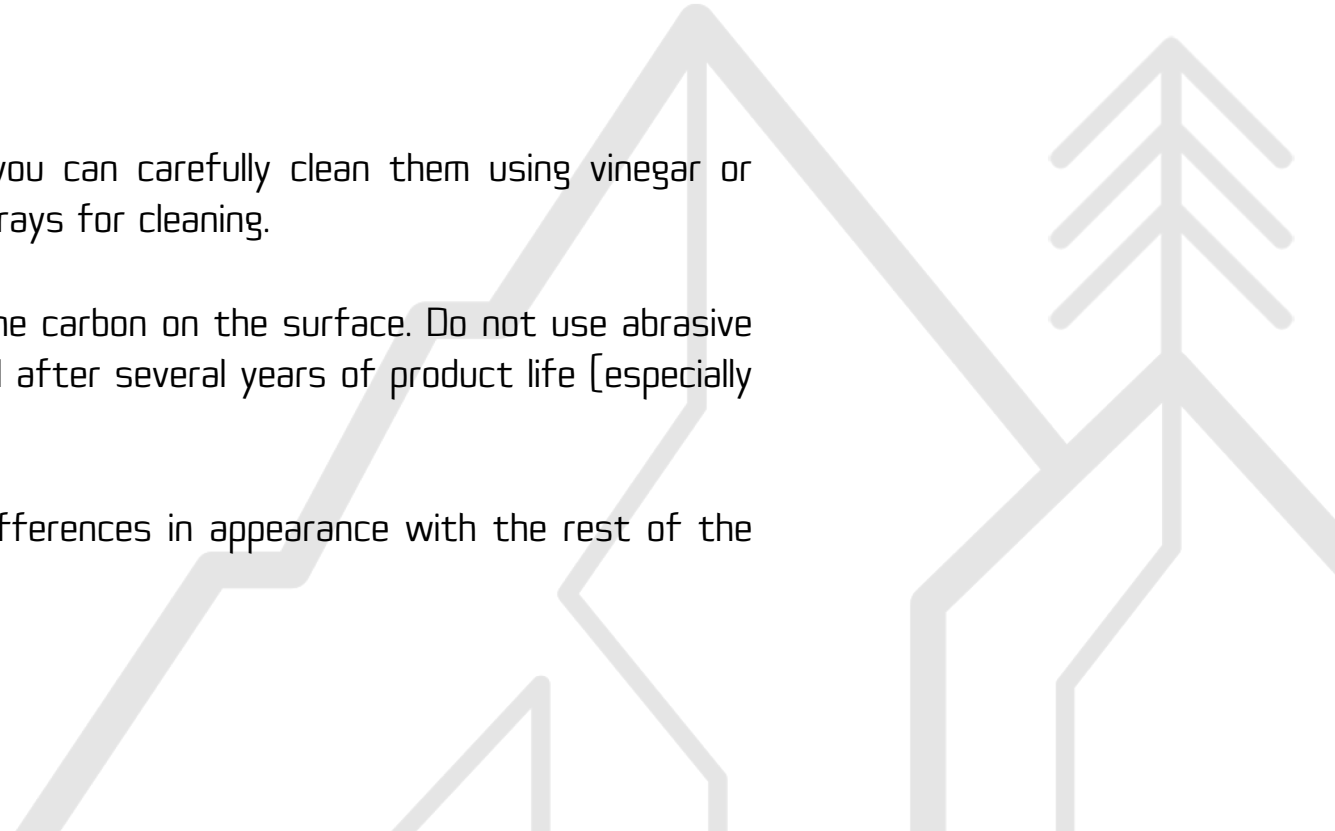 you can carefully clean them using vinegar or
rays for cleaning.
he carbon on the surface. Do not use abrasive
after several years of product life [especially
fferences in appearance with the rest of the